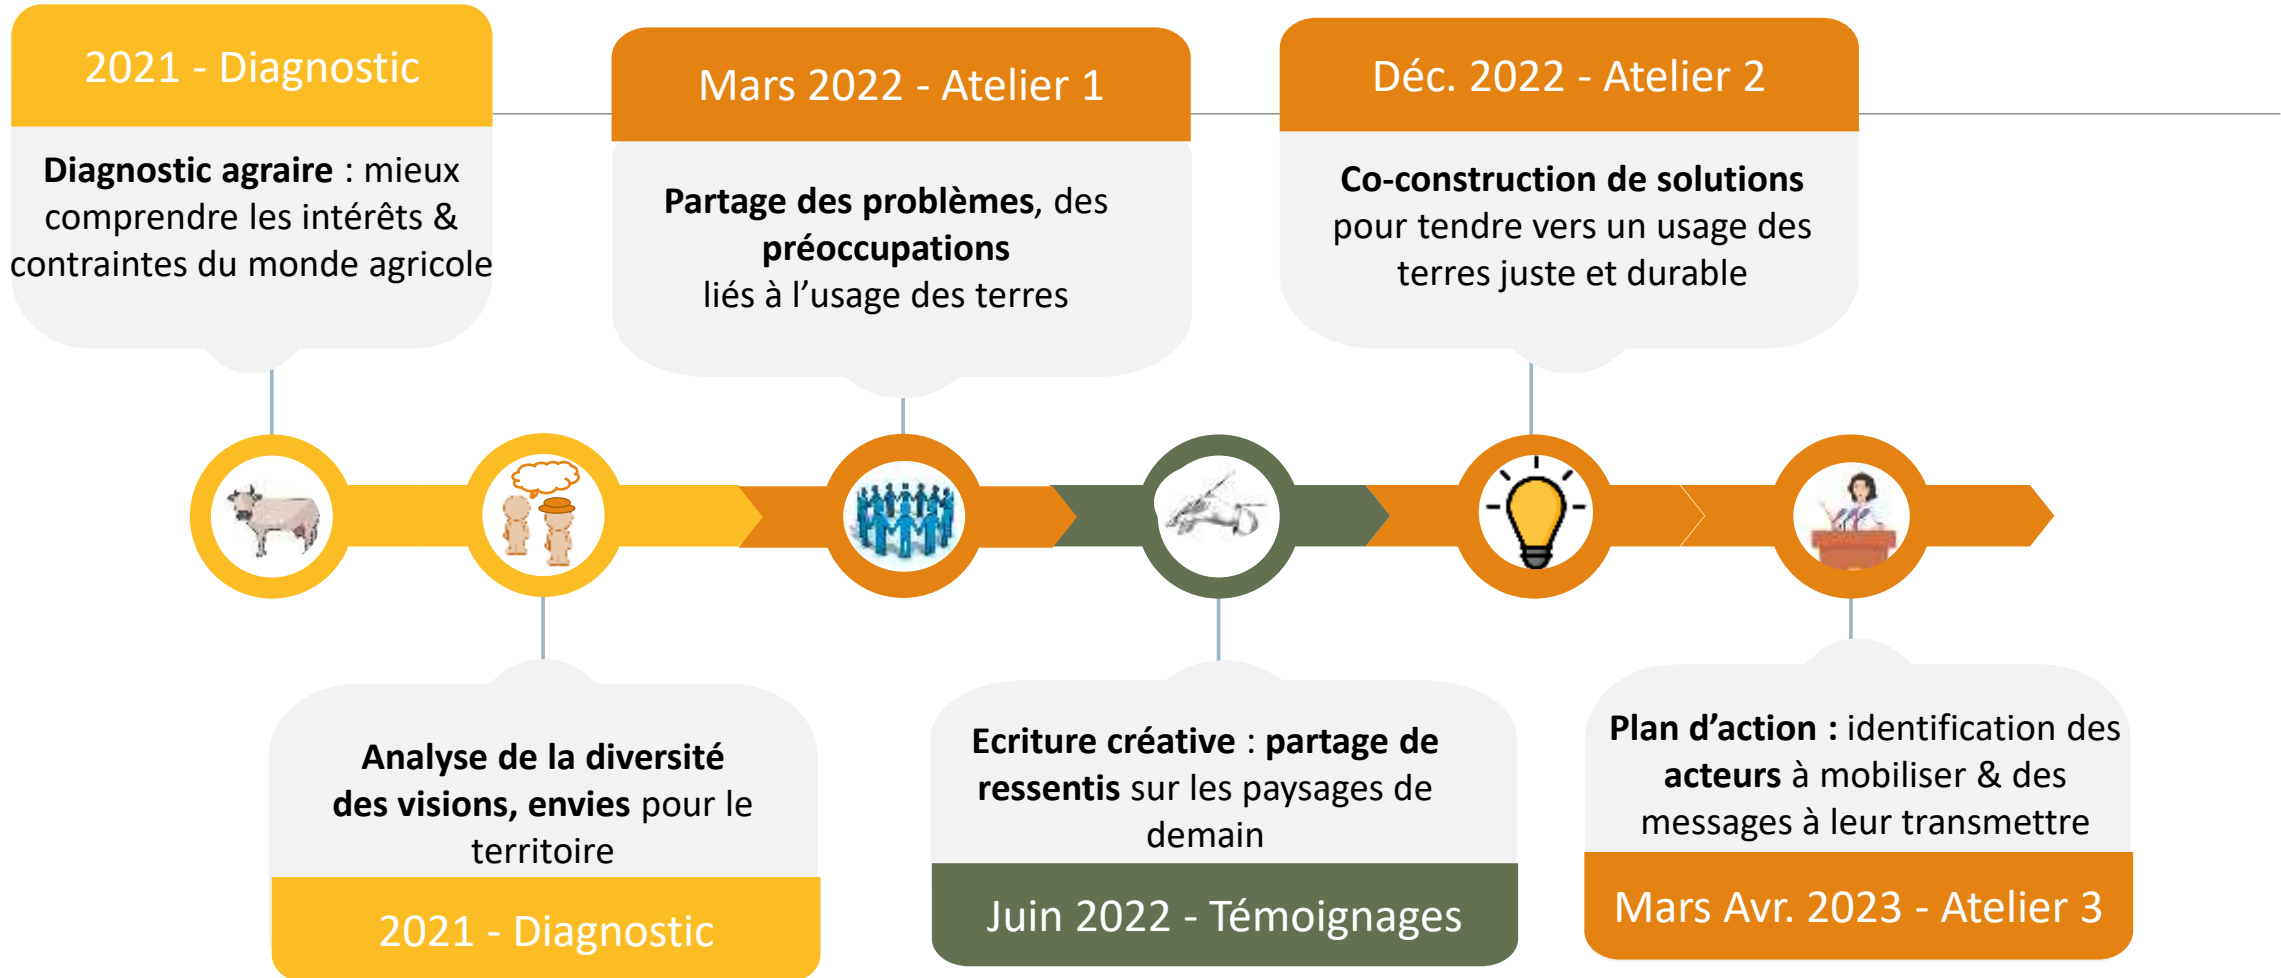 2021 - Diagnostic
Diagnostic agraire : mieux
comprendre les intérêts &
contraintes du monde agricole
Mars 2022 - Atelier 1
Partage des problèmes, des
préoccupations
liés à l’usage des terres
Déc. 2022 - Atelier 2
Co-construction de solutions
pour tendre vers un usage des
terres juste et durable
Analyse de la diversité
des visions, envies pour le
territoire
2021 - Diagnostic
Ecriture créative : partage de
ressentis sur les paysages de
demain
Juin 2022 - Témoignages
Plan d’action : identification des
acteurs à mobiliser & des
messages à leur transmettre
Mars Avr. 2023 - Atelier 3